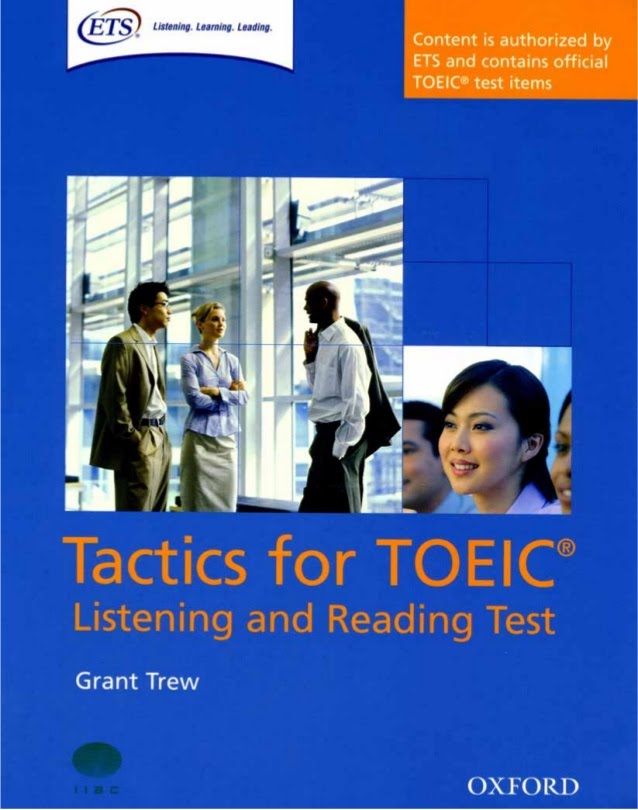 ETS
Listening. Learning. Leading.
Content is authorized by
ETS and contains official
TOEIC® test items
Tactics for TOEIC®
Listening and Reading Test
Grant Trew
IIBC
OXFORD